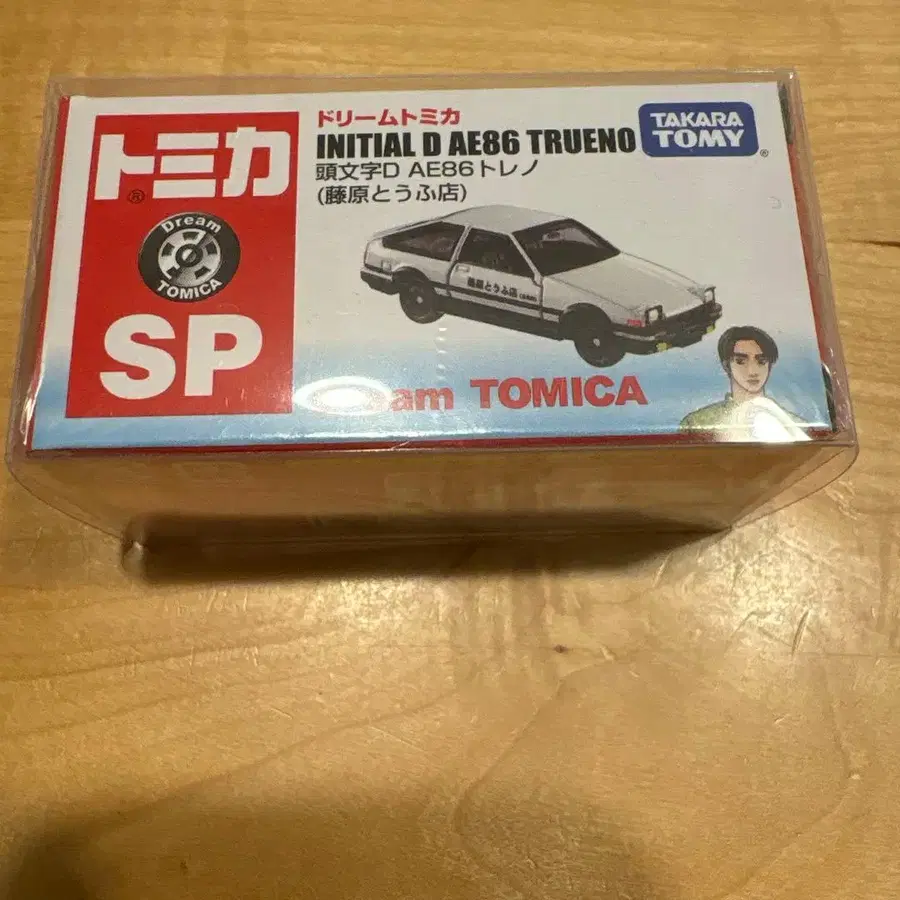 トミカ
®
Dream
TOMICA
SP
ドリームトミカ
INITIAL D AE86 TRUENO
頭文字D AE86トレノ
(藤原とうふ店)
TAKARA
TOMY
®
藤原とうふ店
am TOMICA